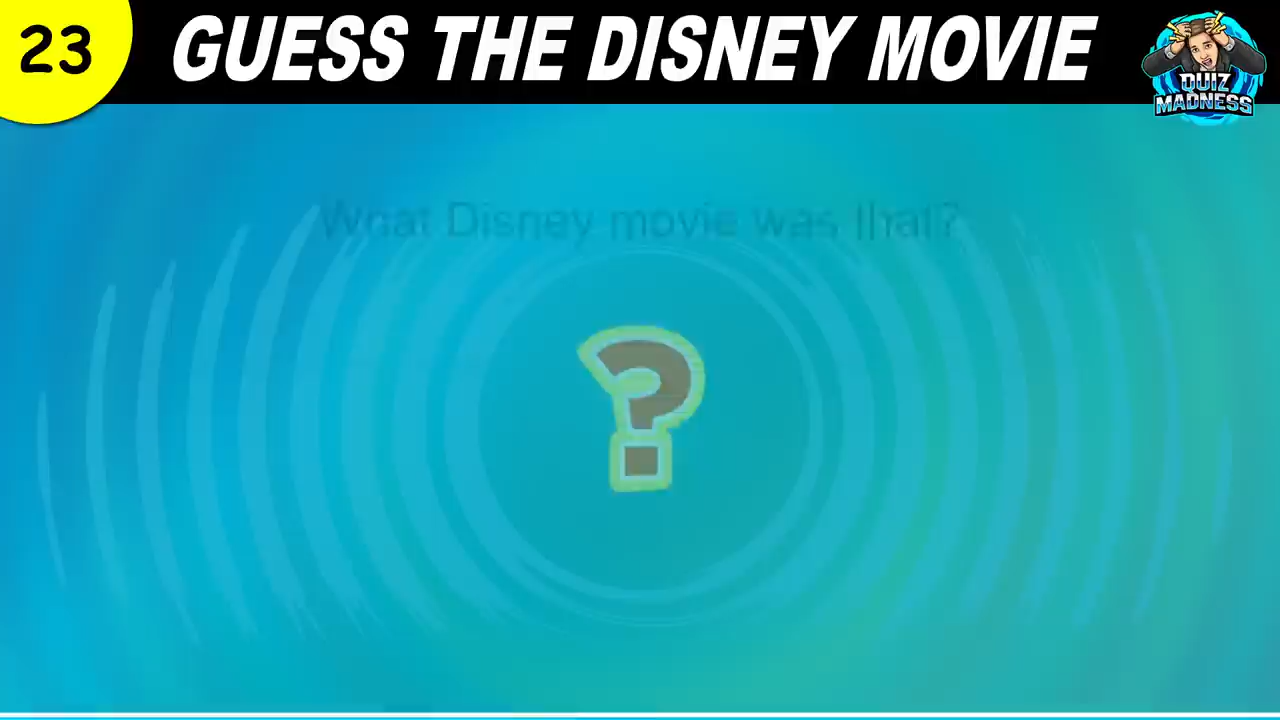 23
GUESS THE DISNEY MOVIE
QUIZ
MADNESS
What Disney movie was that?
?